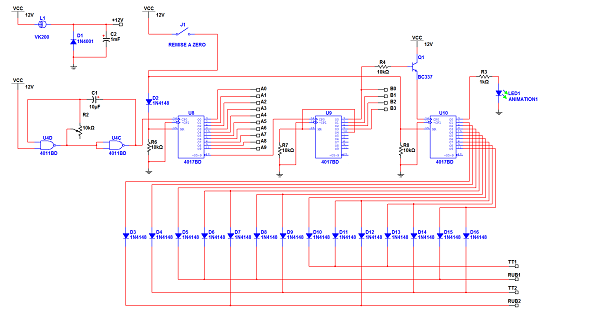 VCC
12V
L1
VK200
+12V
D1
1N4001
C2
1mF
VCC
12V
J1
REMISE A ZERO
VCC
12V
Q1
BC337
R4
10kΩ
R3
1kΩ
LED1
ANIMATION1
VCC
12V
C1
10µF
R2
10kΩ
U4D
4011BD
U4C
4011BD
D2
1N4148
R6
10kΩ
U8
4017BD
A0
A1
A2
A3
A4
A5
A6
A7
A8
A9
U9
4017BD
R7
10kΩ
B0
B1
B2
B3
R8
10kΩ
U10
4017BD
D3
1N4148
D4
1N4148
D5
1N4148
D6
1N4148
D7
1N4148
D8
1N4148
D9
1N4148
D10
1N4148
D11
1N4148
D12
1N4148
D13
1N4148
D14
1N4148
D15
1N4148
D16
1N4148
TT1
RUB1
TT2
RUB2